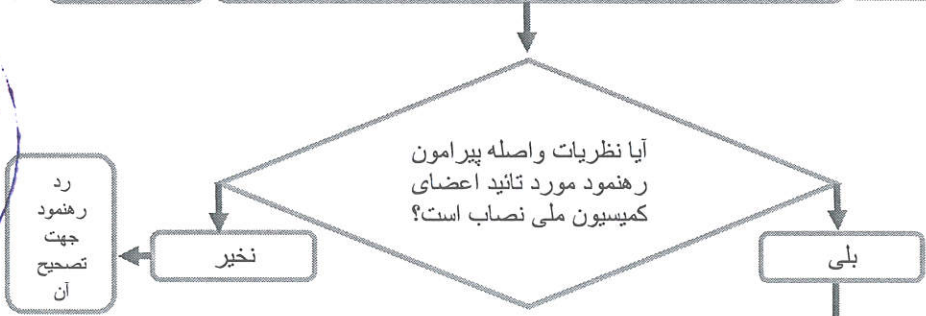 آیا نظریات واصله پیرامون
رهنمود مورد تائید اعضای
کمیسیون ملی نصاب است؟
بلی
نخیر
رد
رهنمود
جهت
تصحیح
آن